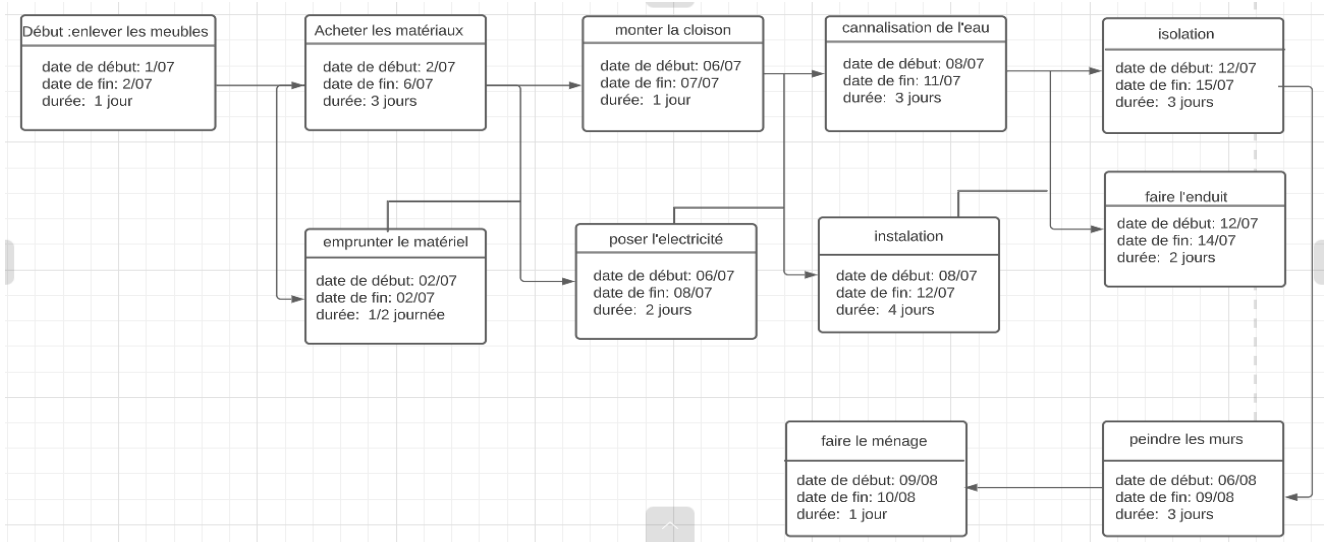 Début :enlever les meubles
date de début: 1/07
date de fin: 2/07
durée: 1 jour
Acheter les matériaux
date de début: 2/07
date de fin: 6/07
durée: 3 jours
monter la cloison
date de début: 06/07
date de fin: 07/07
durée: 1 jour
cannalisation de l'eau
date de début: 08/07
date de fin: 11/07
durée: 3 jours
isolation
date de début: 12/07
date de fin: 15/07
durée: 3 jours
emprunter le matériel
date de début: 02/07
date de fin: 02/07
durée: 1/2 journée
poser l'electricité
date de début: 06/07
date de fin: 08/07
durée: 2 jours
instalation
date de début: 08/07
date de fin: 12/07
durée: 4 jours
faire l'enduit
date de début: 12/07
date de fin: 14/07
durée: 2 jours
faire le ménage
date de début: 09/08
date de fin: 10/08
durée: 1 jour
peindre les murs
date de début: 06/08
date de fin: 09/08
durée: 3 jours